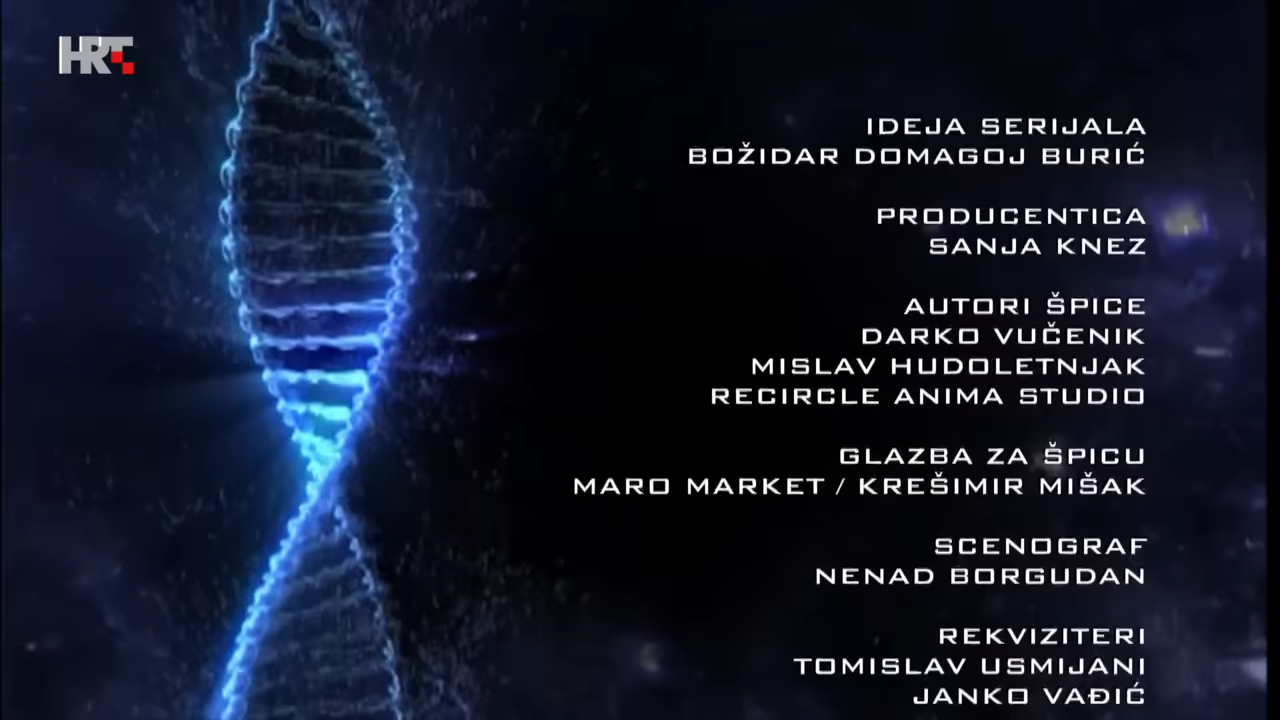 HRT
IDEJA SERIJALA
BOŽIDAR DOMAGOJ BURIĆ
PRODUCENTICA
SANJA KNEZ
AUTORI ŠPICE
DARKO VUČENIK
MISLAV HUDOLETNJAK
RECIRCLE ANIMA STUDIO
GLAZBA ZA ŠPICU
MARO MARKET / KREŠIMIR MIŠAK
SCENOGRAF
NENAD BORGUDAN
REKVIZITERI
TOMISLAV USMIJANI
JANKO VAĐIĆ